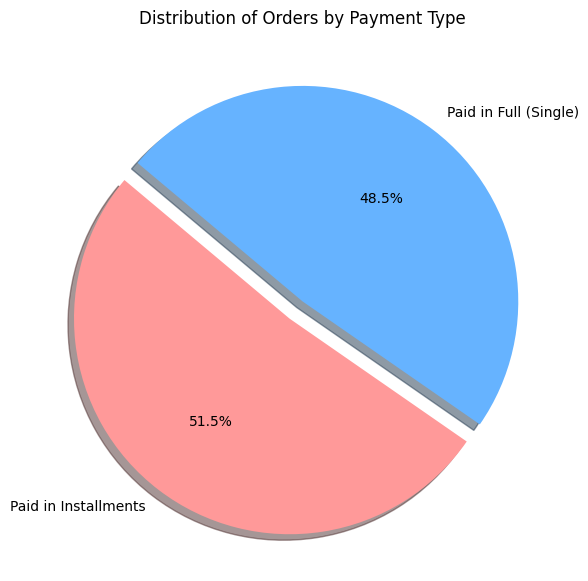 Distribution of Orders by Payment Type
Paid in Full (Single)
48.5%
51.5%
Paid in Installments